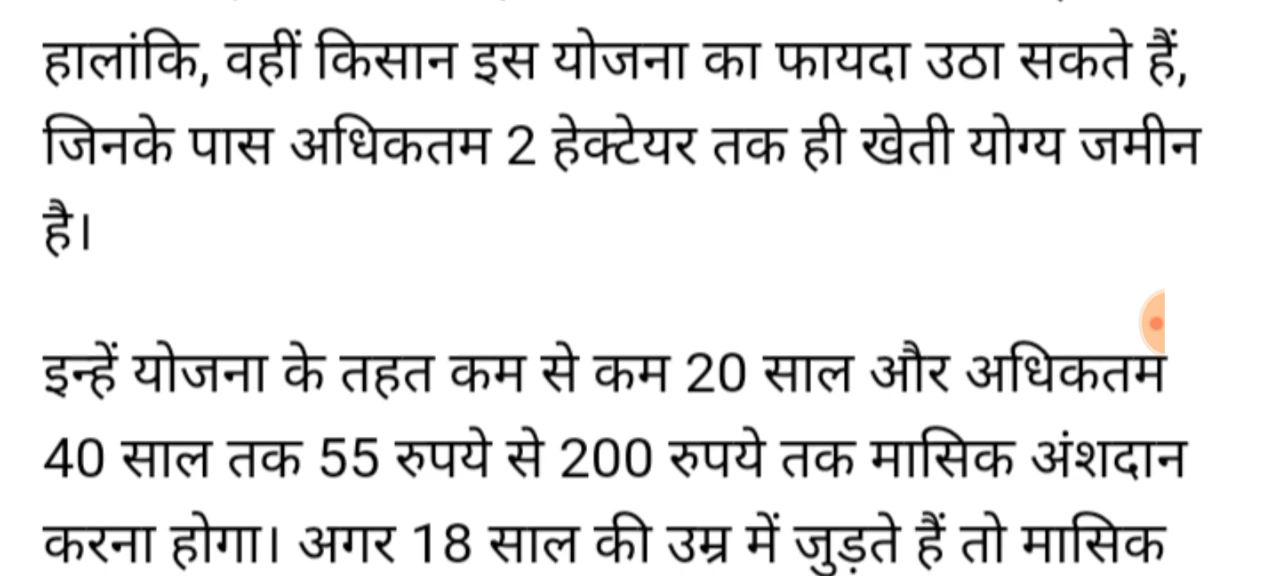 हालांकि, वहीं किसान इस योजना का फायदा उठा सकते हैं,
जिनके पास अधिकतम 2 हेक्टेयर तक ही खेती योग्य जमीन
है।
इन्हें योजना के तहत कम से कम 20 साल और अधिकतम
40 साल तक 55 रुपये से 200 रुपये तक मासिक अंशदान
करना होगा। अगर 18 साल की उम्र में जुड़ते हैं तो मासिक